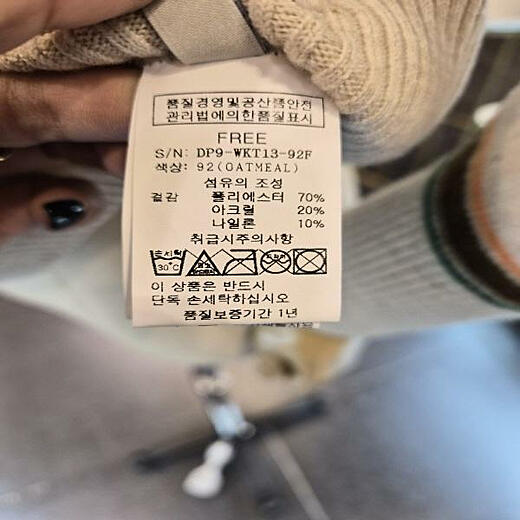 품질경영및공산품안전
관리법에의한품질표시
FREE
S/N: DP9-WKT13-92F
색상: 92(OATMEAL)
섬유의 조성
겉감 폴리에스터 70%
아크릴 20%
나일론 10%
취급시주의사항
손세탁
30°C
이 상품은 반드시
단독 손세탁하십시오
품질보증기간 1년